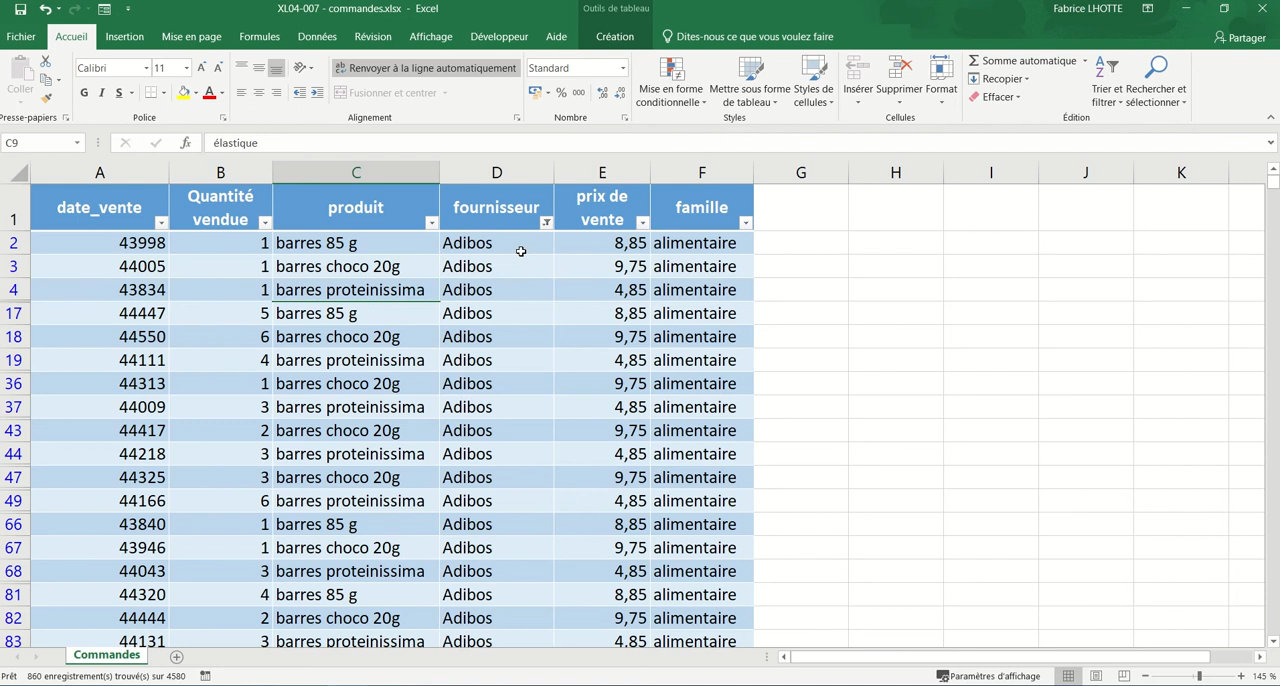 XL04-007 - commandes.xlsx - Excel
Outils de tableau
Fabrice LHOTTE
Fichier Accueil Insertion Mise en page Formules Données Révision Affichage Développeur Aide Création Dites-nous ce que vous voulez faire Partager
Coller
Calibri 11
Renvoyer à la ligne automatiquement
Standard
Somme automatique
Recopier
Effacer
G I S
Fusionner et centrer
% 000
Mise en forme conditionnelle
Mettre sous forme de tableau
Styles de cellules
Insérer Supprimer Format
Trier et filtrer
Rechercher et sélectionner
Presse-papiers Police Alignement Nombre Styles Cellules Édition
C9 fx élastique
A B C D E F G H I J K
1 date_vente Quantité vendue produit fournisseur prix de vente famille
2 43998 1 barres 85 g Adibos 8,85 alimentaire
3 44005 1 barres choco 20g Adibos 9,75 alimentaire
4 43834 1 barres proteinissima Adibos 4,85 alimentaire
17 44447 5 barres 85 g Adibos 8,85 alimentaire
18 44550 6 barres choco 20g Adibos 9,75 alimentaire
19 44111 4 barres proteinissima Adibos 4,85 alimentaire
36 44313 1 barres choco 20g Adibos 9,75 alimentaire
37 44009 3 barres proteinissima Adibos 4,85 alimentaire
43 44417 2 barres choco 20g Adibos 9,75 alimentaire
44 44218 3 barres proteinissima Adibos 4,85 alimentaire
47 44325 3 barres choco 20g Adibos 9,75 alimentaire
49 44166 6 barres proteinissima Adibos 4,85 alimentaire
66 43840 1 barres 85 g Adibos 8,85 alimentaire
67 43946 1 barres choco 20g Adibos 9,75 alimentaire
68 44043 3 barres proteinissima Adibos 4,85 alimentaire
81 44320 4 barres 85 g Adibos 8,85 alimentaire
82 44444 2 barres choco 20g Adibos 9,75 alimentaire
83 44131 3 barres proteinissima Adibos 4,85 alimentaire
Commandes
Prêt 860 enregistrement(s) trouvé(s) sur 4580 Paramètres d'affichage 145 %